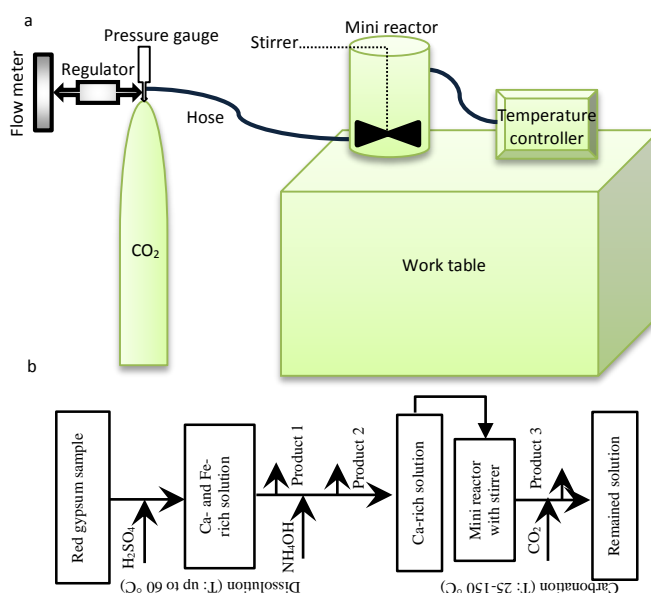 a
Pressure gauge
Regulator
Flow meter
Hose
Stirrer
Mini reactor
Temperature
controller
CO₂
Work table
b
Red gypsum sample
H₂SO₄
Ca- and Fe-
rich solution
Product 1
NH⁴OH
Product 2
Ca-rich solution
Mini reactor
with stirrer
Product 3
CO₂
Remained solution
Dissolution (T: up to 60 °C)
Carbonation (T: 25-150 °C)